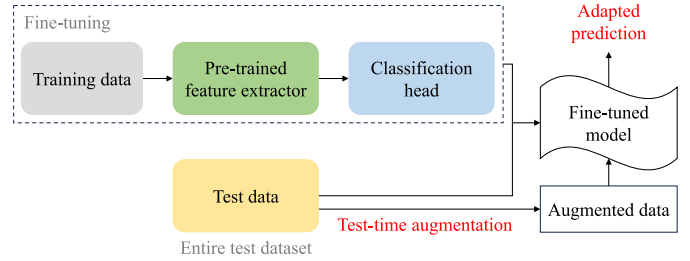 Fine-tuning
Training data
Pre-trained
feature extractor
Classification
head
Adapted
prediction
Fine-tuned
model
Test data
Entire test dataset
Test-time augmentation
Augmented data